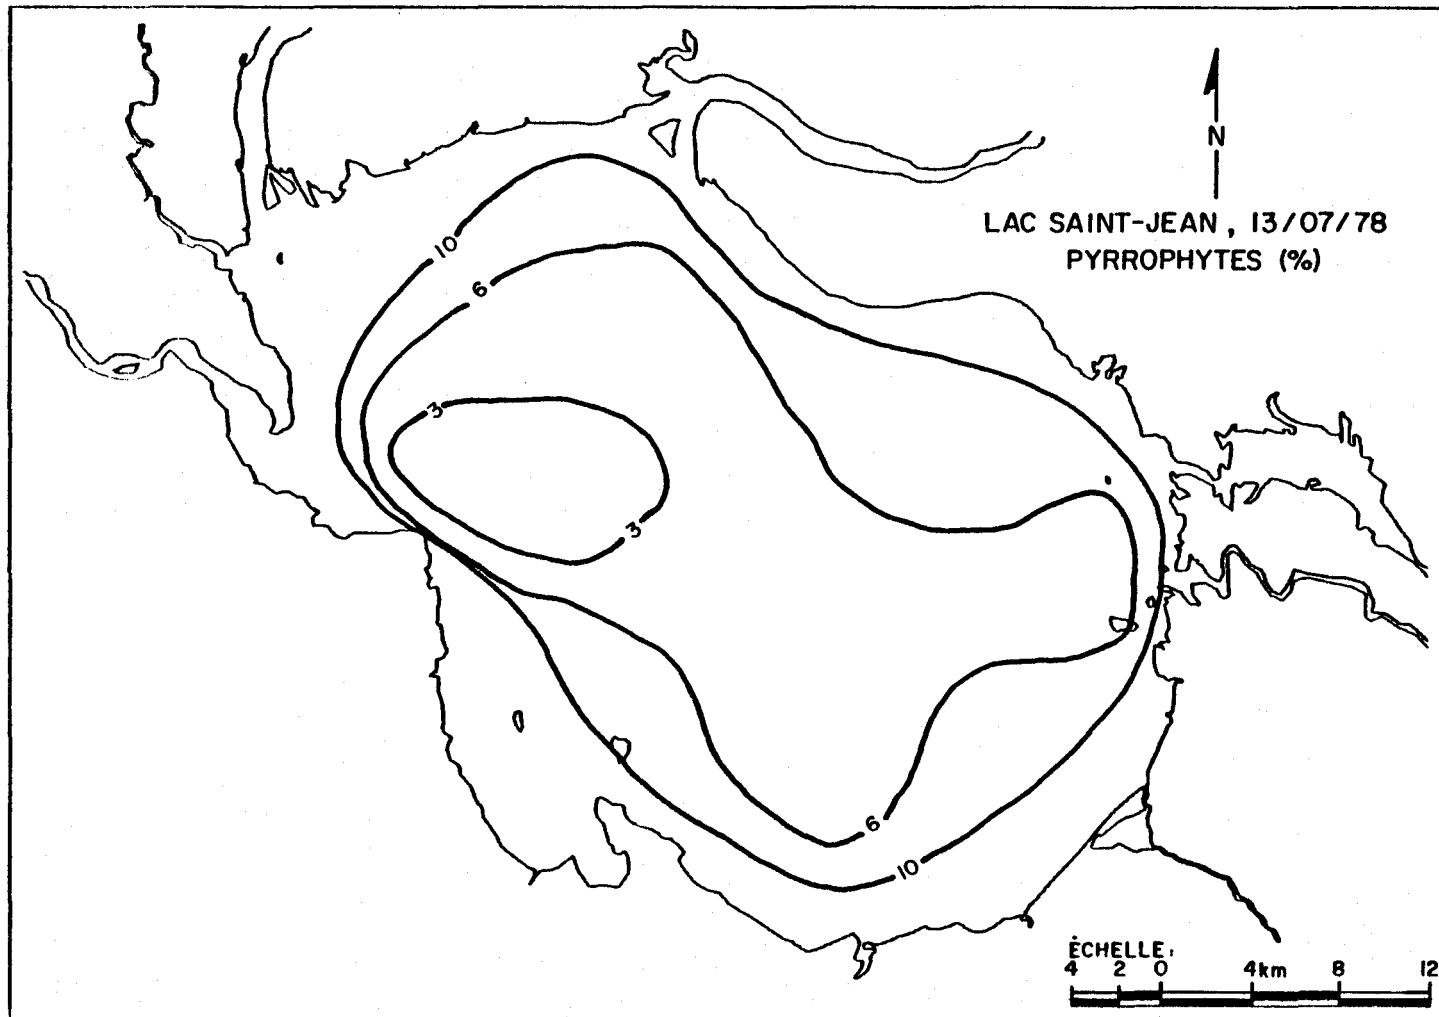 N
LAC SAINT-JEAN, 13/07/78
PYRROPHYTES (%)
10
6
3
3
6
10
ÉCHELLE:
4 2 0 4km 8 12